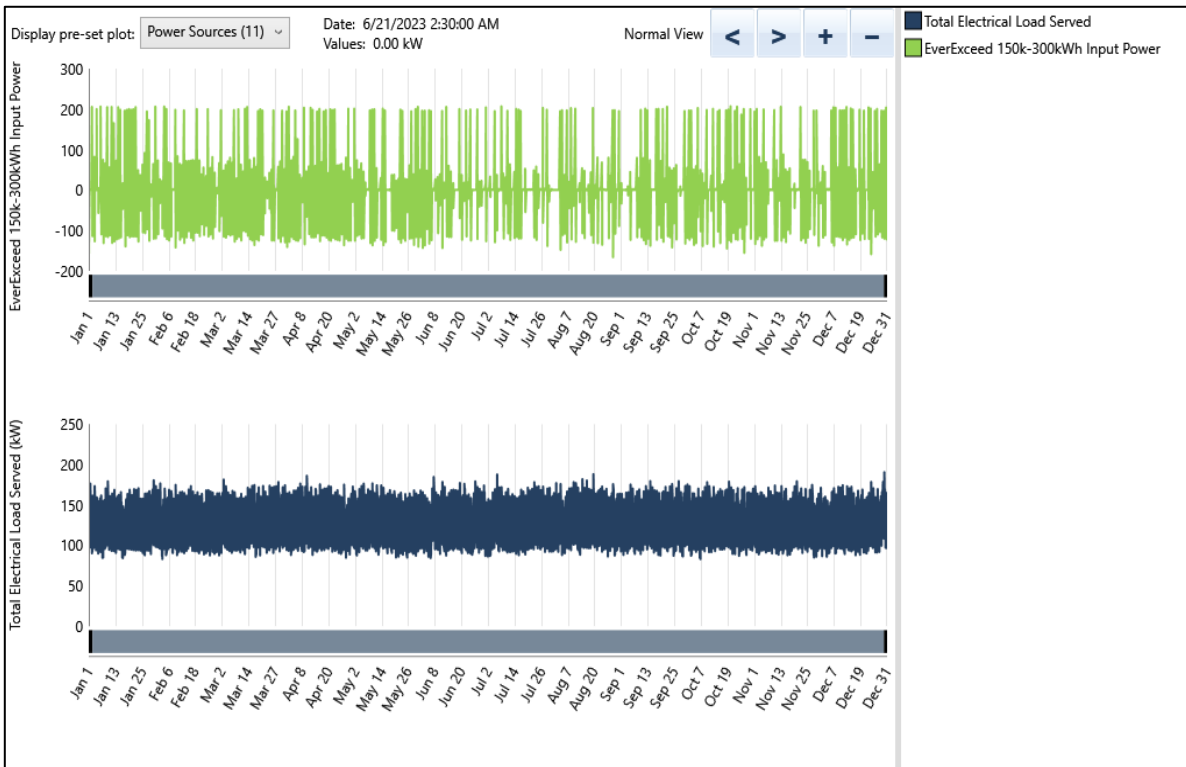 Display pre-set plot: Power Sources (11)
Date: 6/21/2023 2:30:00 AM
Values: 0.00 kW
Normal View < > + −
Total Electrical Load Served
EverExceed 150k-300kWh Input Power
EverExceed 150k-300kWh Input Power
300
200
100
0
-100
-200
Jan 1 Jan 13 Jan 25 Feb 6 Feb 18 Mar 2 Mar 14 Mar 27 Apr 8 Apr 20 May 2 May 14 May 26 Jun 8 Jun 20 Jul 2 Jul 14 Jul 26 Aug 7 Aug 20 Sep 1 Sep 13 Sep 25 Oct 7 Oct 19 Nov 1 Nov 13 Nov 25 Dec 7 Dec 19 Dec 31
Total Electrical Load Served (kW)
250
200
150
100
50
0
Jan 1 Jan 13 Jan 25 Feb 6 Feb 18 Mar 2 Mar 14 Mar 27 Apr 8 Apr 20 May 2 May 14 May 26 Jun 8 Jun 20 Jul 2 Jul 14 Jul 26 Aug 7 Aug 20 Sep 1 Sep 13 Sep 25 Oct 7 Oct 19 Nov 1 Nov 13 Nov 25 Dec 7 Dec 19 Dec 31